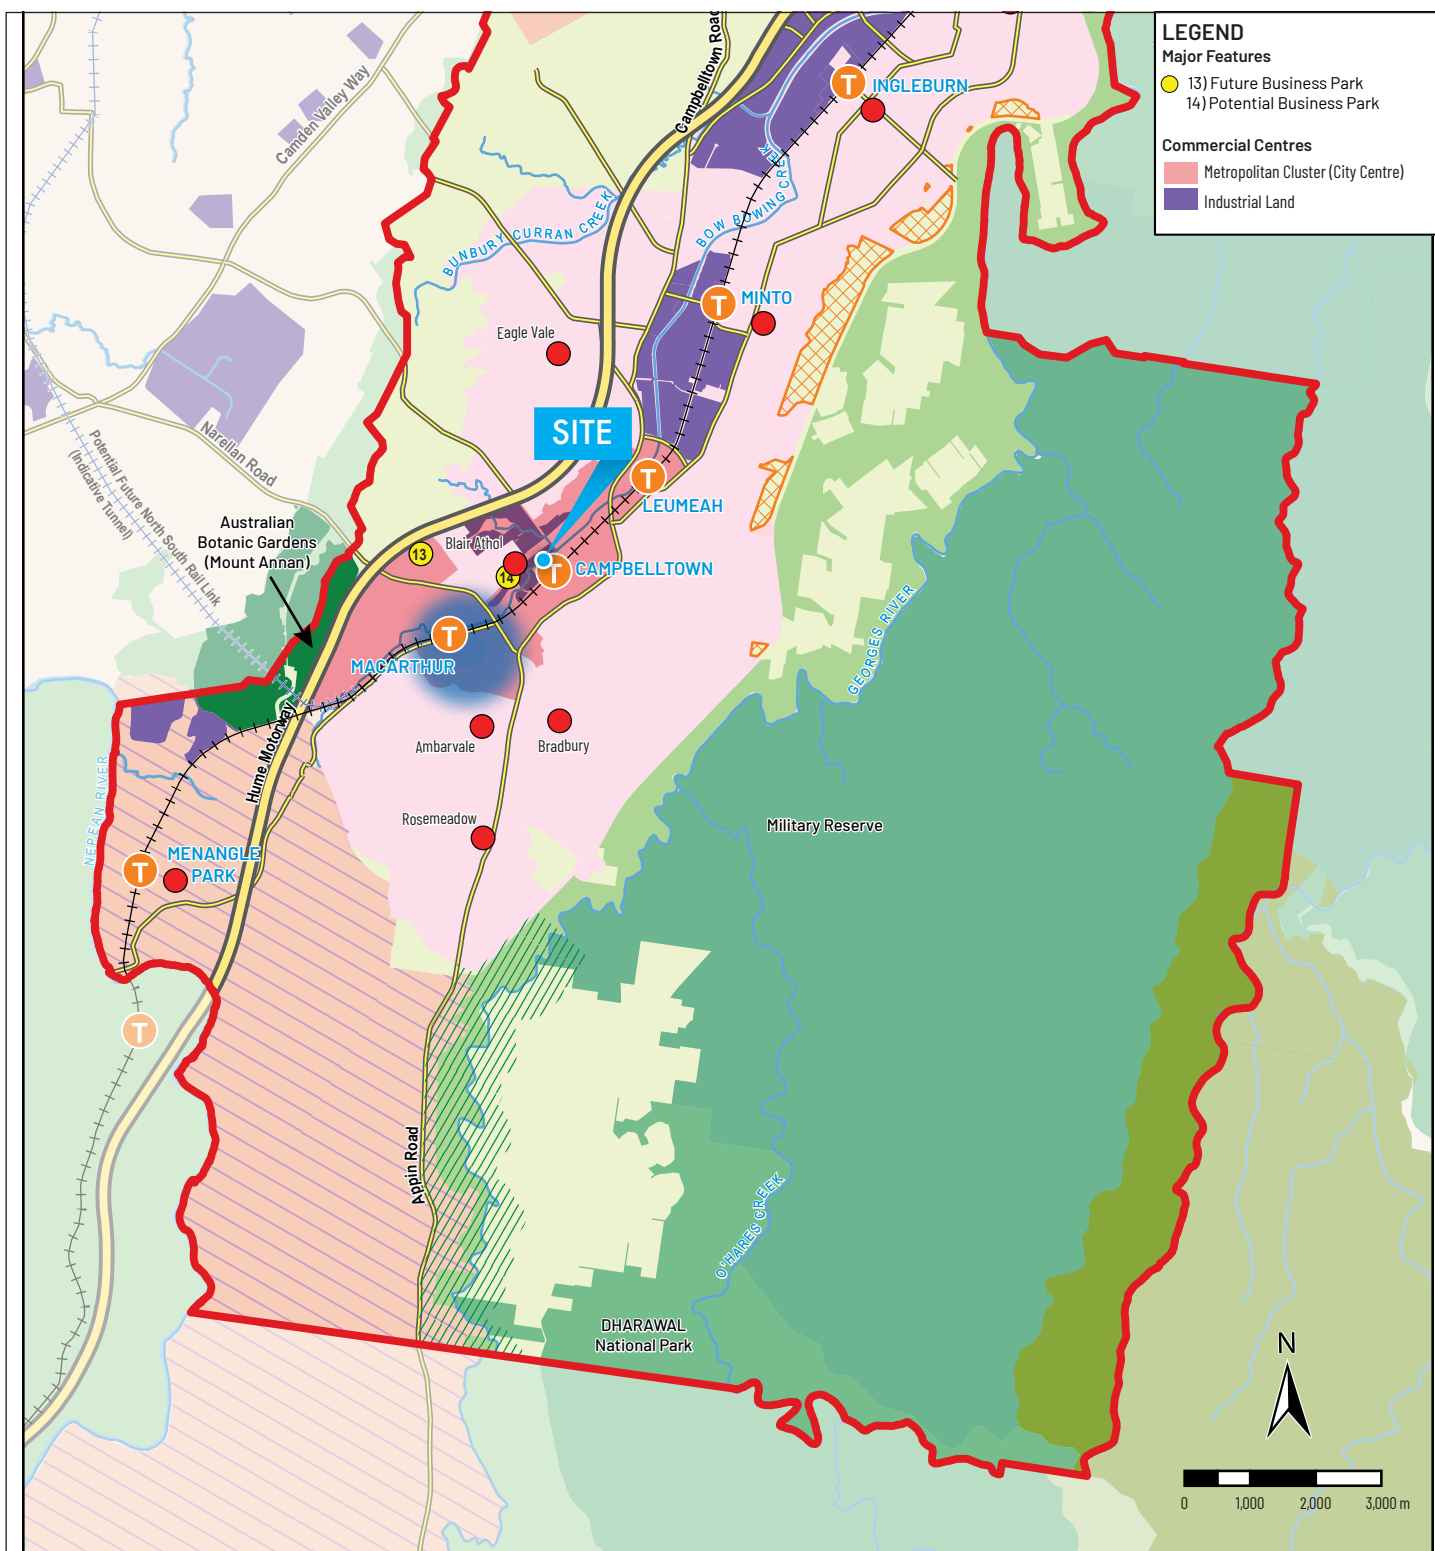 LEGEND
Major Features
13) Future Business Park
14) Potential Business Park
Commercial Centres
Metropolitan Cluster (City Centre)
Industrial Land
Campbelltown Road
Camden Valley Way
T
INGLEBURN
BOW BOWING CREEK
BUNBURY CURRAN CREEK
T
MINTO
Eagle Vale
SITE
Narellan Road
Potential Future North South Rail Link
(Indicative Tunnel)
T
LEUMEAH
Australian
Botanic Gardens
(Mount Annan)
13
Blair Athol
14
T
CAMPBELLTOWN
T
MACARTHUR
GEORGES RIVER
Hume Motorway
Ambarvale
Bradbury
NEPEAN RIVER
Rosemeadow
Military Reserve
T
MENANGLE
PARK
T
Appin Road
O'HARES CREEK
DHARAWAL
National Park
N
0
1,000
2,000
3,000 m